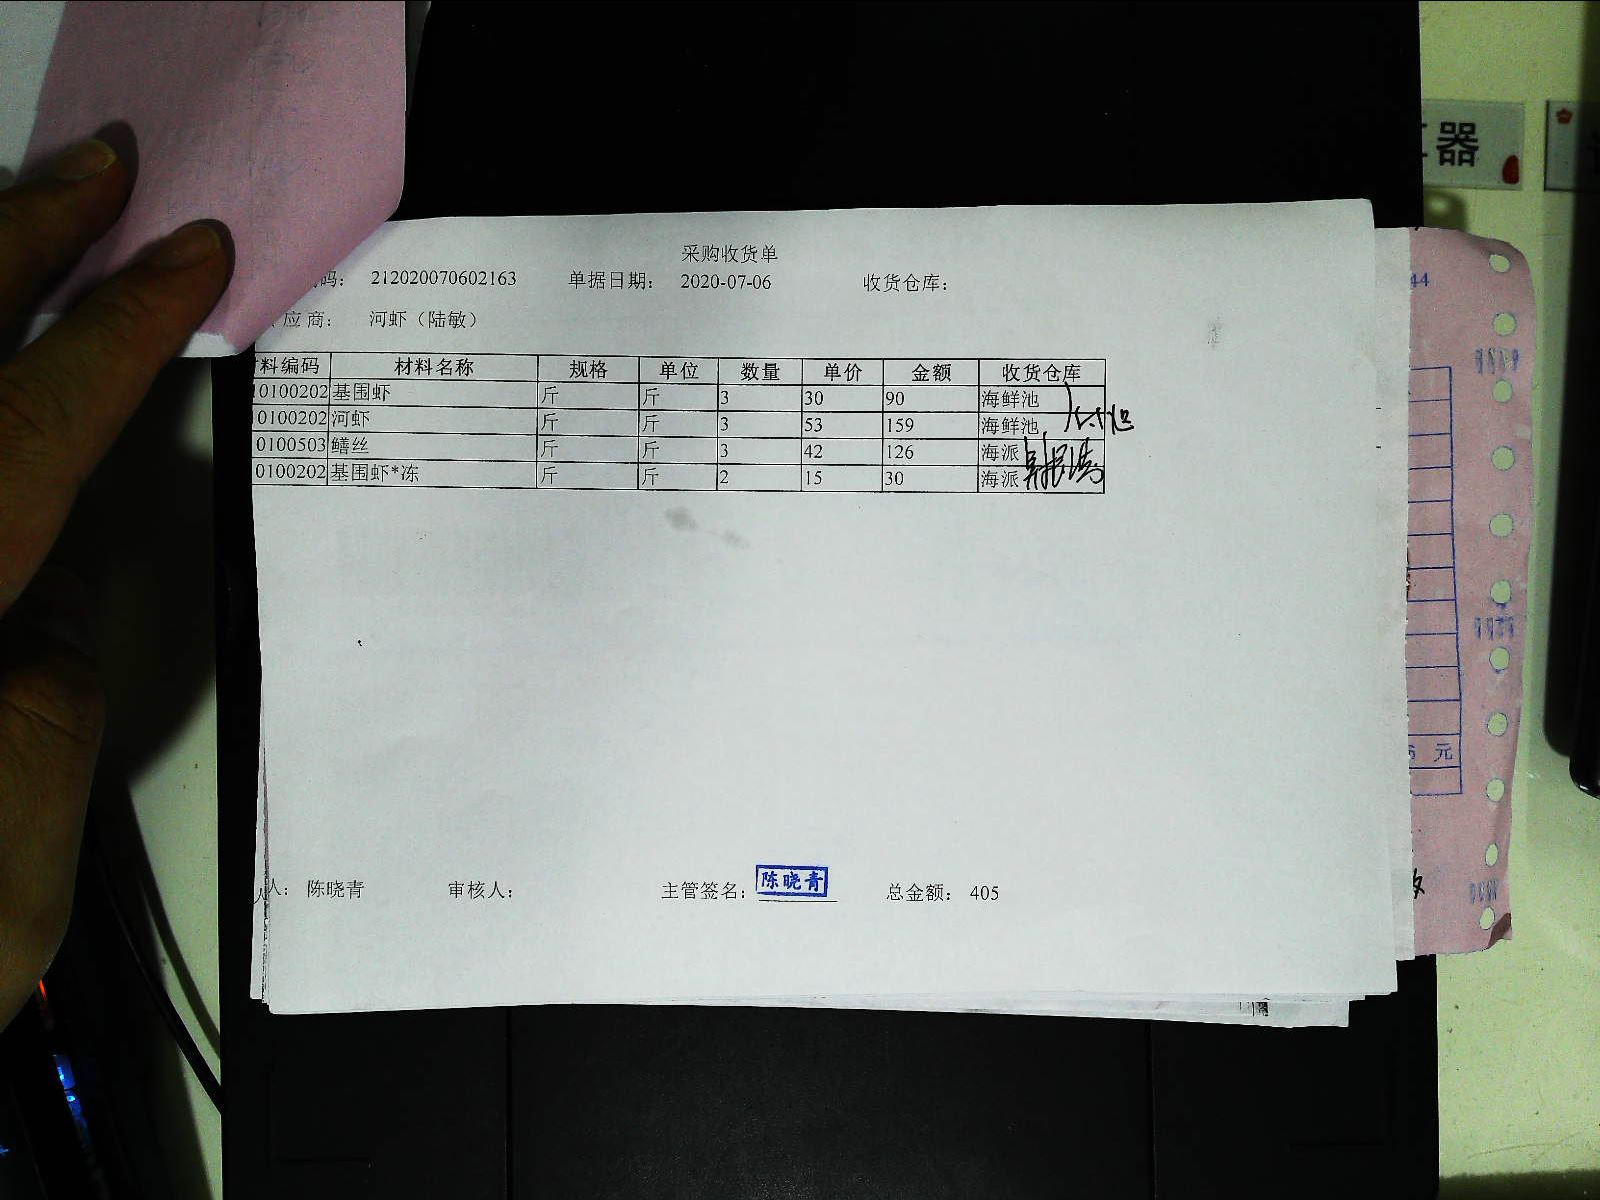 采购收货单
码： 212020070602163 单据日期： 2020-07-06 收货仓库：
应商： 河虾（陆敏）
料编码 材料名称 规格 单位 数量 单价 金额 收货仓库
10100202 基围虾 斤 斤 3 30 90 海鲜池
10100202 河虾 斤 斤 3 53 159 海鲜池
0100503 鳝丝 斤 斤 3 42 126 海派
0100202 基围虾*冻 斤 斤 2 15 30 海派
人： 陈晓青 审核人： 主管签名： 陈晓青 总金额： 405
器
44
元